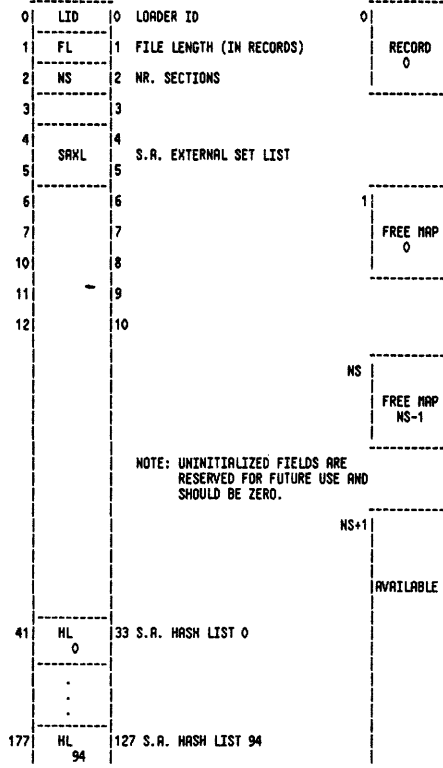 0 LID 0 LOADER ID 0
1 FL 1 FILE LENGTH (IN RECORDS) RECORD
0
2 NS 2 NR. SECTIONS
3 3
4 4
SAXL S.A. EXTERNAL SET LIST
5 5
6 6 1
7 7 FREE MAP
0
10 8
11 9
12 10
NS
FREE MAP
NS-1
NOTE: UNINITIALIZED FIELDS ARE
RESERVED FOR FUTURE USE AND
SHOULD BE ZERO.
NS+1
AVAILABLE
41 HL 33 S.A. HASH LIST 0
0
.
.
.
177 HL 127 S.A. HASH LIST 94
94